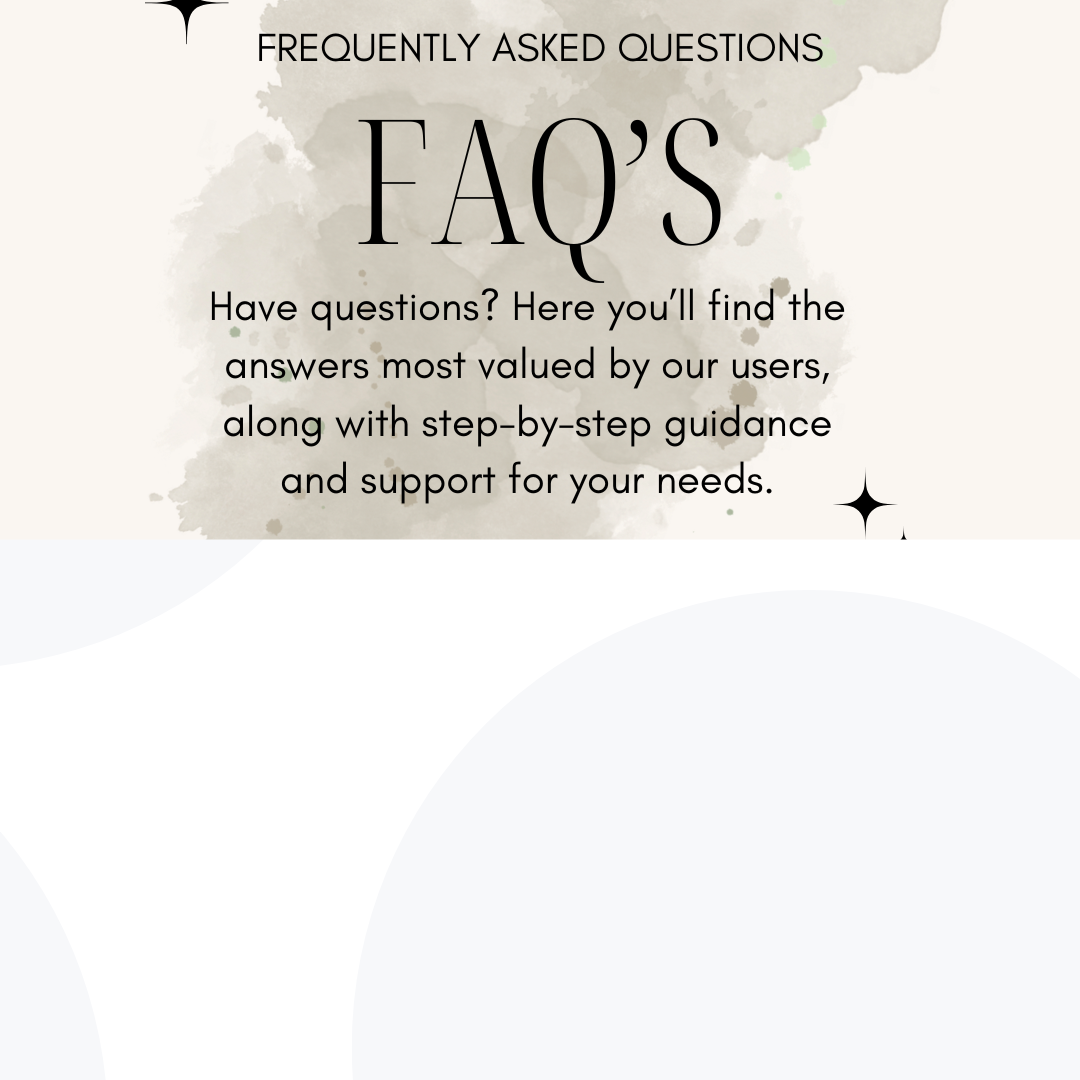 FREQUENTLY ASKED QUESTIONS
FAQ’S
Have questions? Here you’ll find the
answers most valued by our users,
along with step-by-step guidance
and support for your needs.